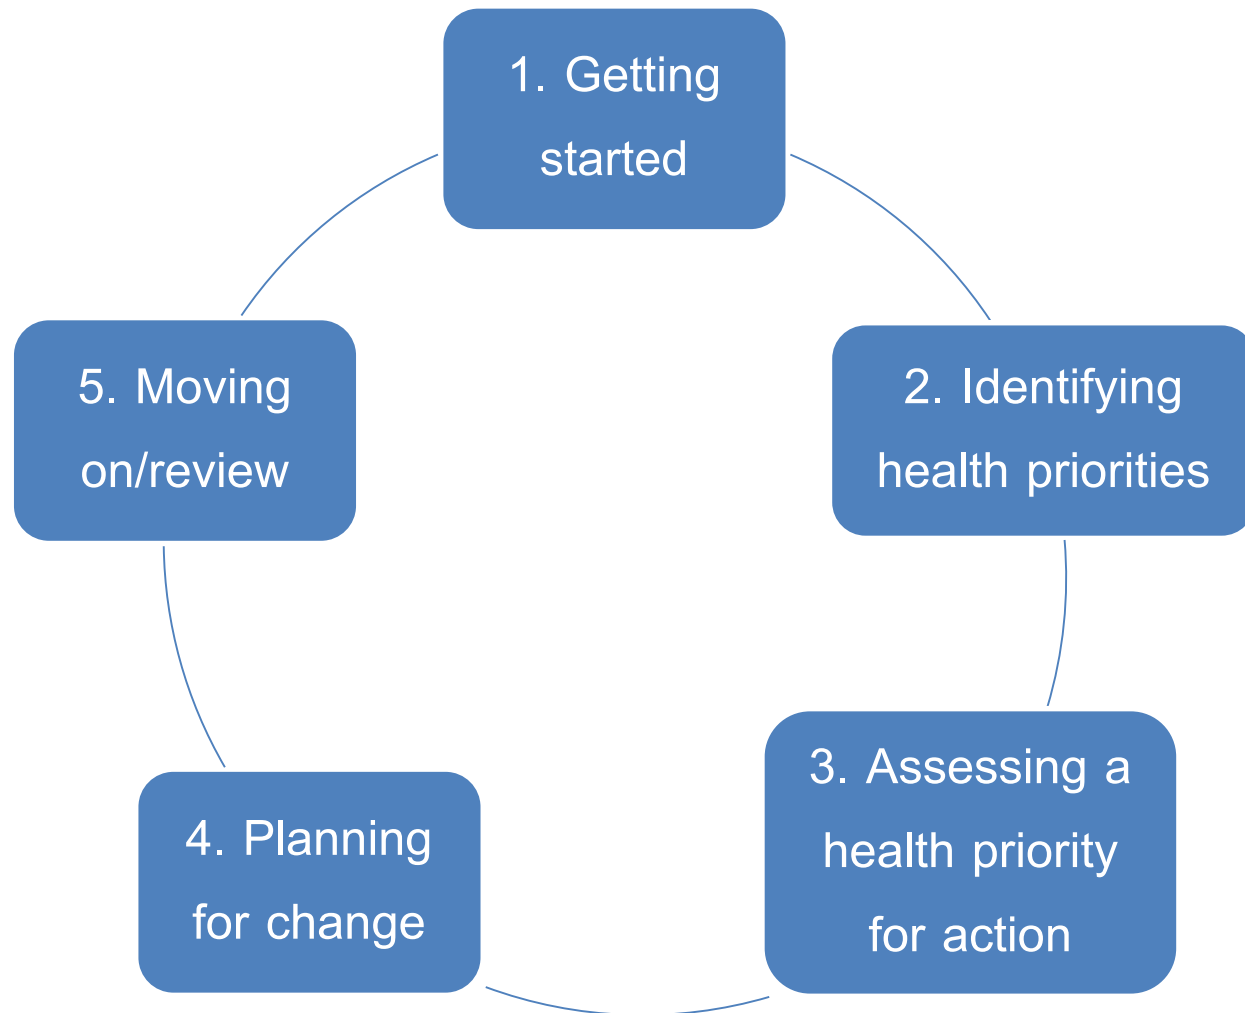 1. Getting
started
2. Identifying
health priorities
3. Assessing a
health priority
for action
4. Planning
for change
5. Moving
on/review